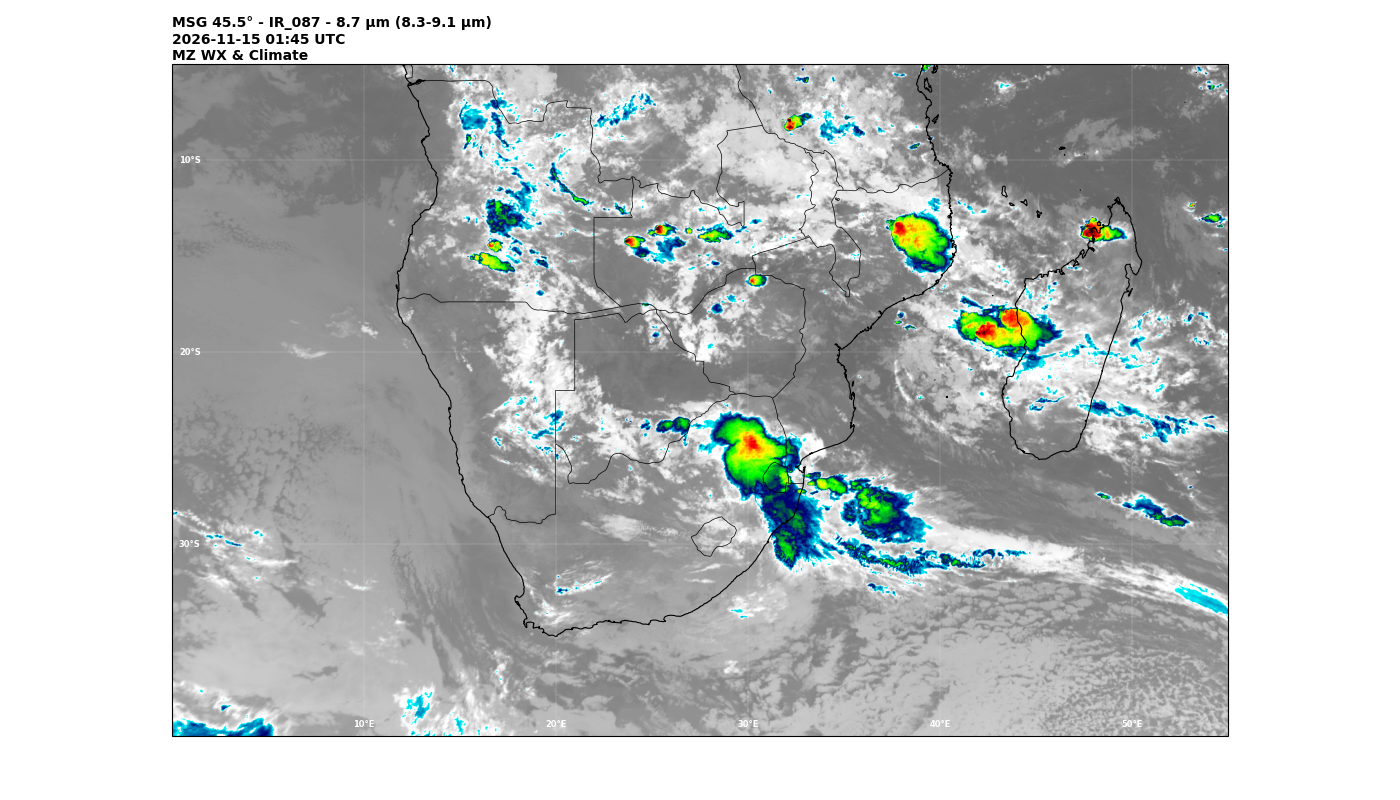 MSG 45.5° - IR_087 - 8.7 μm (8.3-9.1 μm)
2026-11-15 01:45 UTC
MZ WX & Climate
10°S
20°S
30°S
10°E
20°E
30°E
40°E
50°E